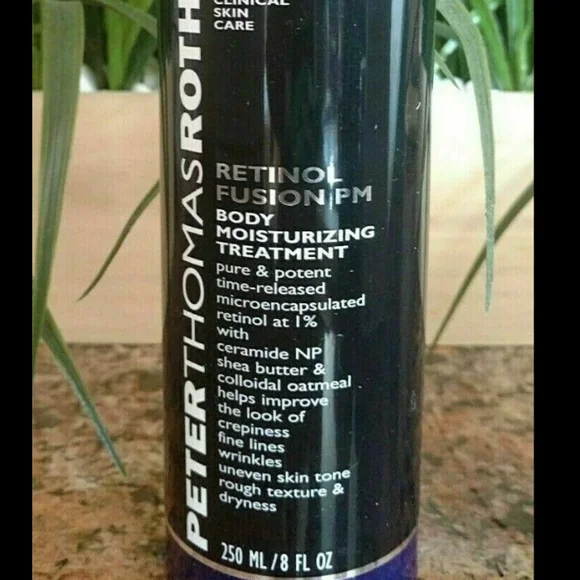 CLINICAL
SKIN
CARE
PETERTHOMASROTH
RETINOL
FUSION PM
BODY
MOISTURIZING
TREATMENT
pure & potent
time-released
microencapsulated
retinol at 1%
with
ceramide NP
shea butter &
colloidal oatmeal
helps improve
the look of
crepiness
fine lines
wrinkles
uneven skin tone
rough texture &
dryness
250 ML/8 FL OZ